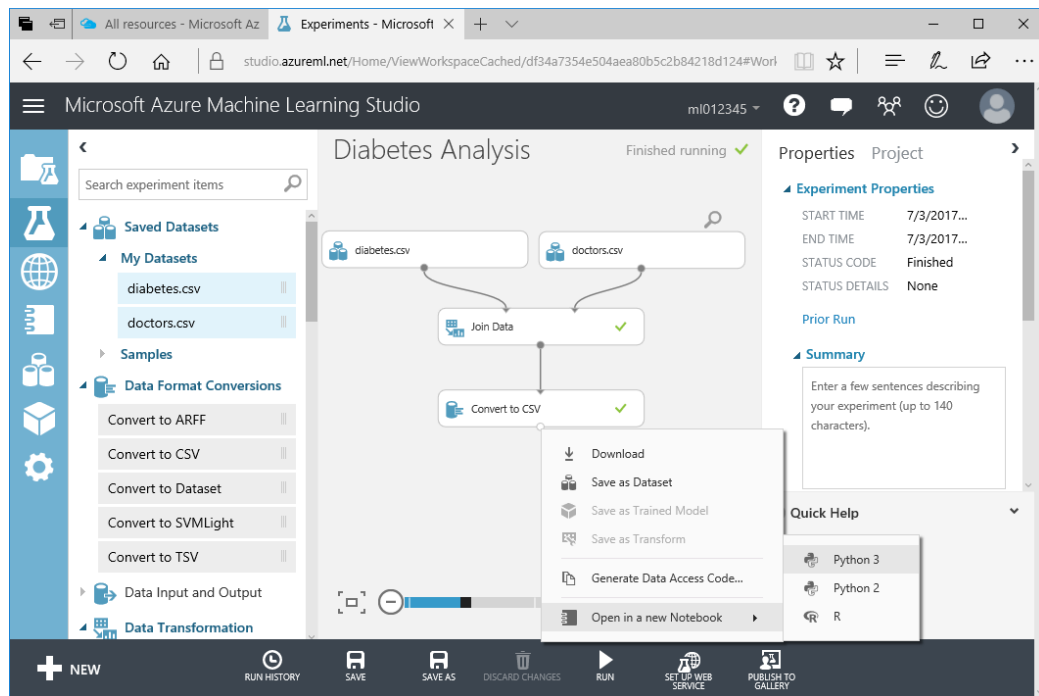 All resources - Microsoft Az
Experiments - Microsoft
studio.azureml.net/Home/ViewWorkspaceCached/df34a7354e504aea80b5c2b84218d124#Work
Microsoft Azure Machine Learning Studio
ml012345
Search experiment items
Saved Datasets
My Datasets
diabetes.csv
doctors.csv
Samples
Data Format Conversions
Convert to ARFF
Convert to CSV
Convert to Dataset
Convert to SVMLight
Convert to TSV
Data Input and Output
Data Transformation
Diabetes Analysis
Finished running
diabetes.csv
doctors.csv
Join Data
Convert to CSV
Download
Save as Dataset
Save as Trained Model
Save as Transform
Generate Data Access Code...
Open in a new Notebook
Python 3
Python 2
R
Properties Project
Experiment Properties
START TIME 7/3/2017...
END TIME 7/3/2017...
STATUS CODE Finished
STATUS DETAILS None
Prior Run
Summary
Enter a few sentences describing
your experiment (up to 140
characters).
Quick Help
NEW
RUN HISTORY
SAVE
SAVE AS
DISCARD CHANGES
RUN
SET UP WEB
SERVICE
PUBLISH TO
GALLERY